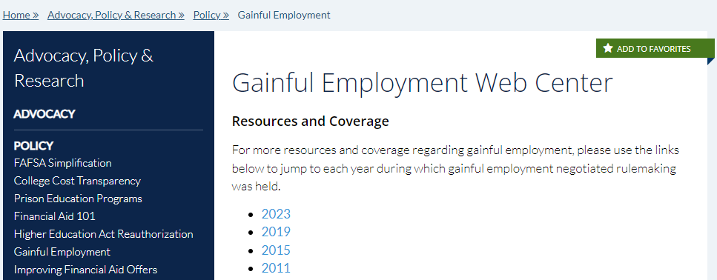 Home » Advocacy, Policy & Research » Policy » Gainful Employment
ADD TO FAVORITES
Advocacy, Policy &
Research
ADVOCACY
POLICY
FAFSA Simplification
College Cost Transparency
Prison Education Programs
Financial Aid 101
Higher Education Act Reauthorization
Gainful Employment
Improving Financial Aid Offers
Gainful Employment Web Center
Resources and Coverage
For more resources and coverage regarding gainful employment, please use the links
below to jump to each year during which gainful employment negotiated rulemaking
was held.
• 2023
• 2019
• 2015
• 2011